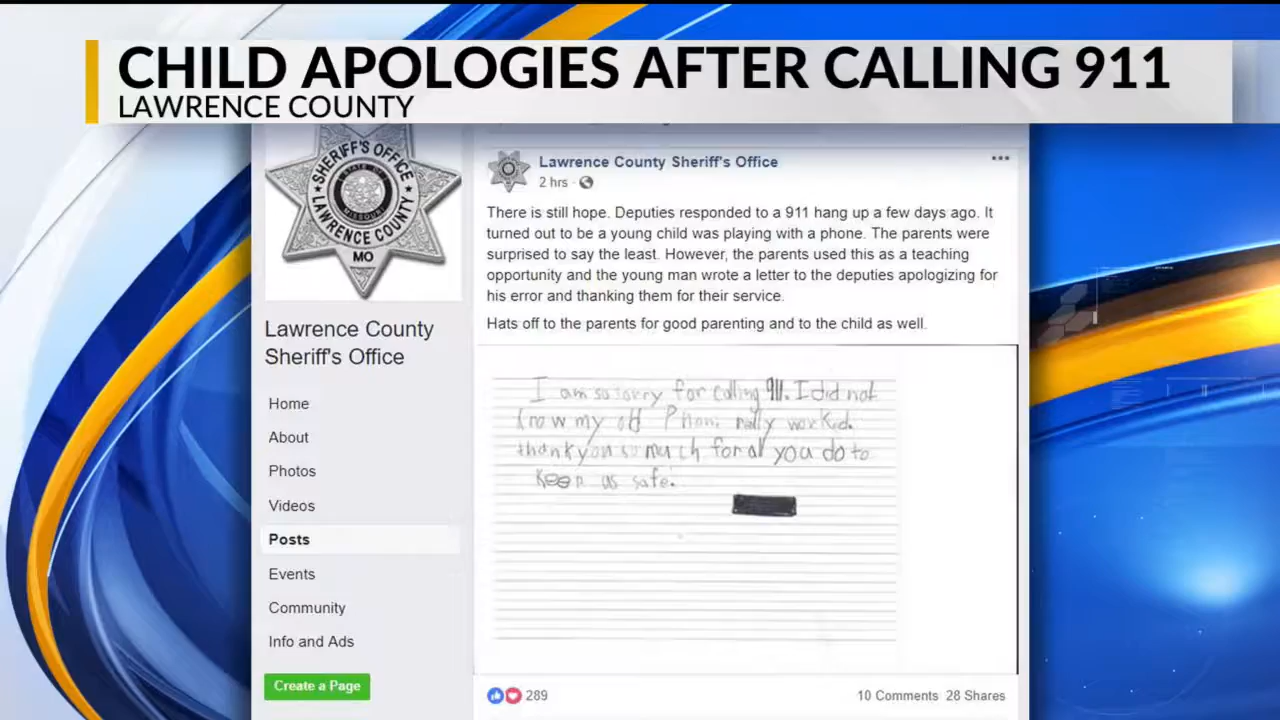 CHILD APOLOGIES AFTER CALLING 911
LAWRENCE COUNTY
SHERIFF'S OFFICE
LAWRENCE COUNTY
MISSOURI
MO
Lawrence County
Sheriff's Office
Home
About
Photos
Videos
Posts
Events
Community
Info and Ads
Create a Page
Lawrence County Sheriff's Office
2 hrs ·
There is still hope. Deputies responded to a 911 hang up a few days ago. It
turned out to be a young child was playing with a phone. The parents were
surprised to say the least. However, the parents used this as a teaching
opportunity and the young man wrote a letter to the deputies apologizing for
his error and thanking them for their service.
Hats off to the parents for good parenting and to the child as well.
I am so sorry for calling 911. I did not
know my old Phone rally worked.
thank you so much for all you do to
keep us safe.
289
10 Comments 28 Shares